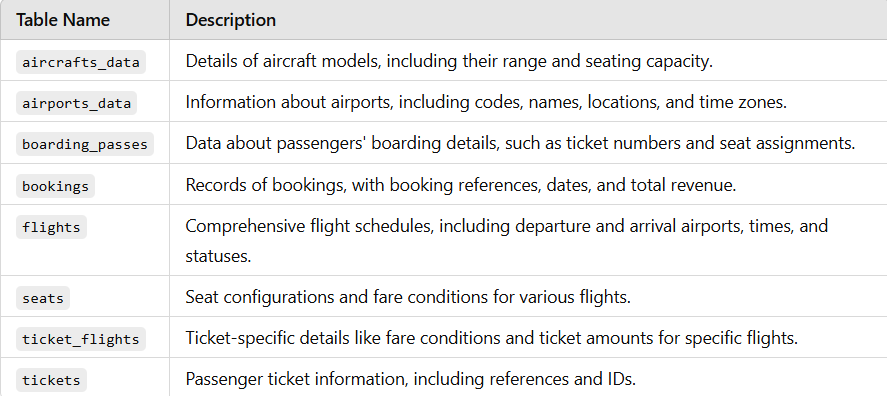 Table Name Description
aircrafts_data Details of aircraft models, including their range and seating capacity.
airports_data Information about airports, including codes, names, locations, and time zones.
boarding_passes Data about passengers' boarding details, such as ticket numbers and seat assignments.
bookings Records of bookings, with booking references, dates, and total revenue.
flights Comprehensive flight schedules, including departure and arrival airports, times, and
statuses.
seats Seat configurations and fare conditions for various flights.
ticket_flights Ticket-specific details like fare conditions and ticket amounts for specific flights.
tickets Passenger ticket information, including references and IDs.